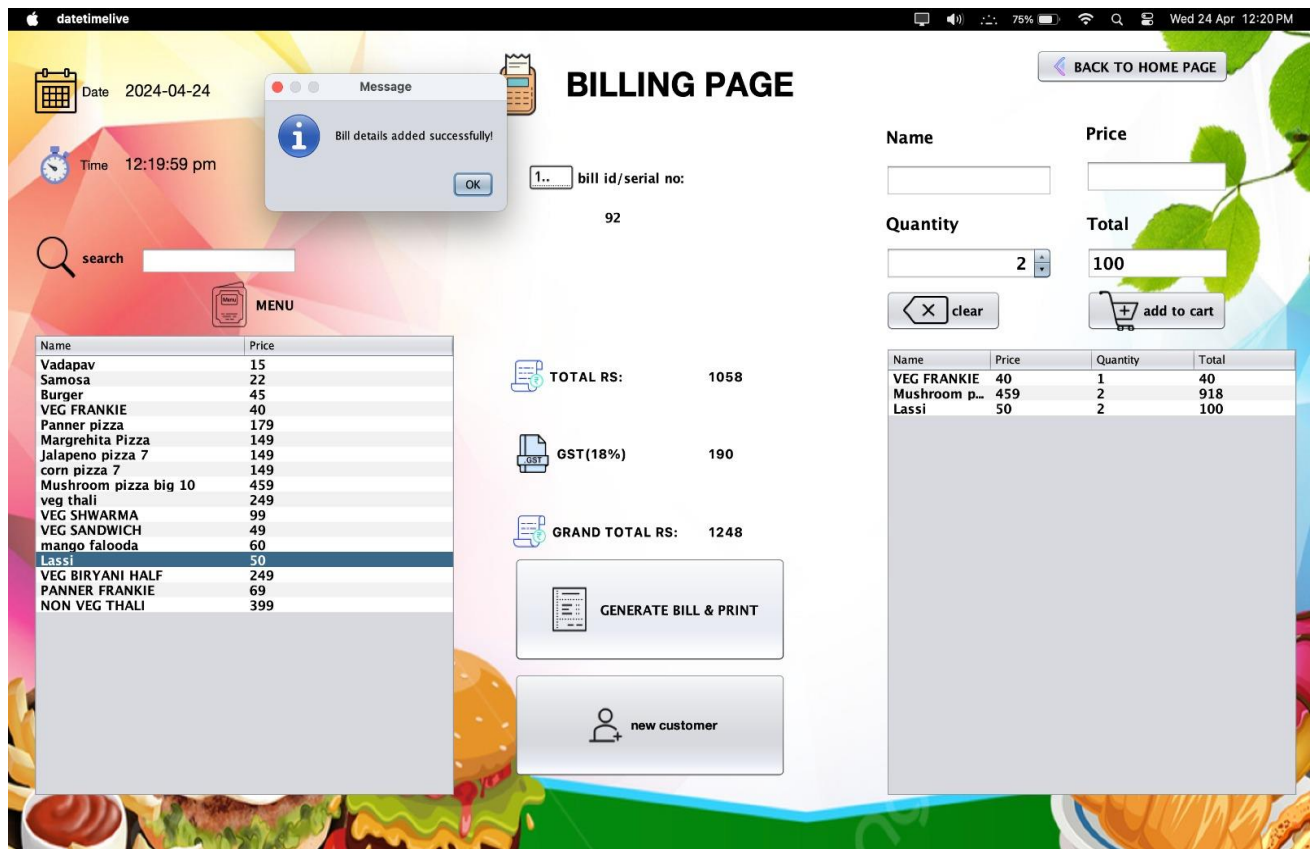 datetimelive 75% Wed 24 Apr 12:20 PM
Date 2024-04-24
Message
Bill details added successfully!
OK
BILLING PAGE
BACK TO HOME PAGE
Time 12:19:59 pm
1.. bill id/serial no:
92
Name Price
Quantity Total
2 100
clear add to cart
search
Menu MENU
Name Price
Vadapav 15
Samosa 22
Burger 45
VEG FRANKIE 40
Panner pizza 179
Margrehita Pizza 149
Jalapeno pizza 7 149
corn pizza 7 149
Mushroom pizza big 10 459
veg thali 249
VEG SHWARMA 99
VEG SANDWICH 49
mango falooda 60
Lassi 50
VEG BIRYANI HALF 249
PANNER FRANKIE 69
NON VEG THALI 399
TOTAL RS: 1058
.GST GST(18%) 190
GRAND TOTAL RS: 1248
GENERATE BILL & PRINT
new customer
Name Price Quantity Total
VEG FRANKIE 40 1 40
Mushroom p... 459 2 918
Lassi 50 2 100